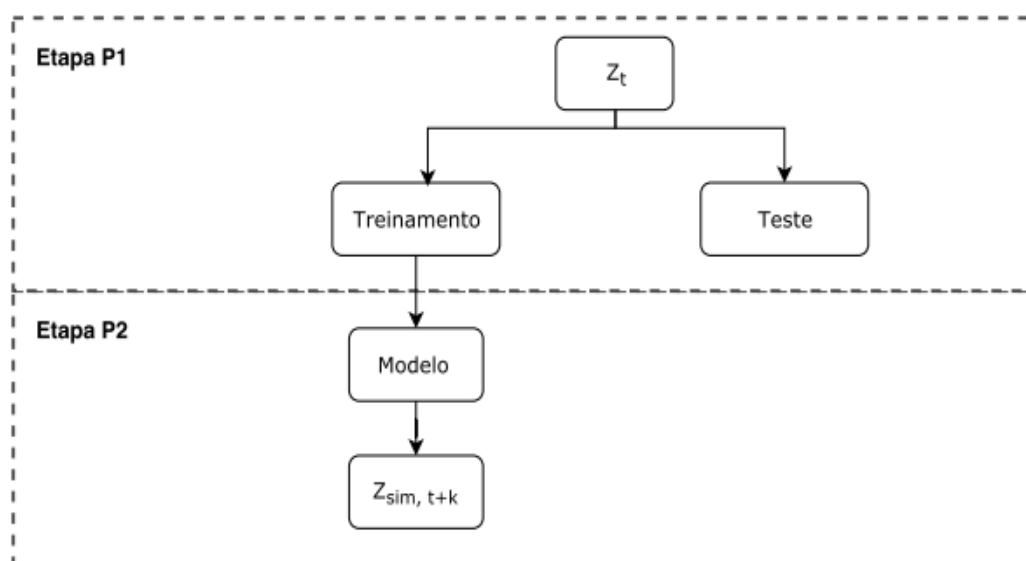 Etapa P1
Zt
Treinamento
Teste
Etapa P2
Modelo
Zsim, t+k